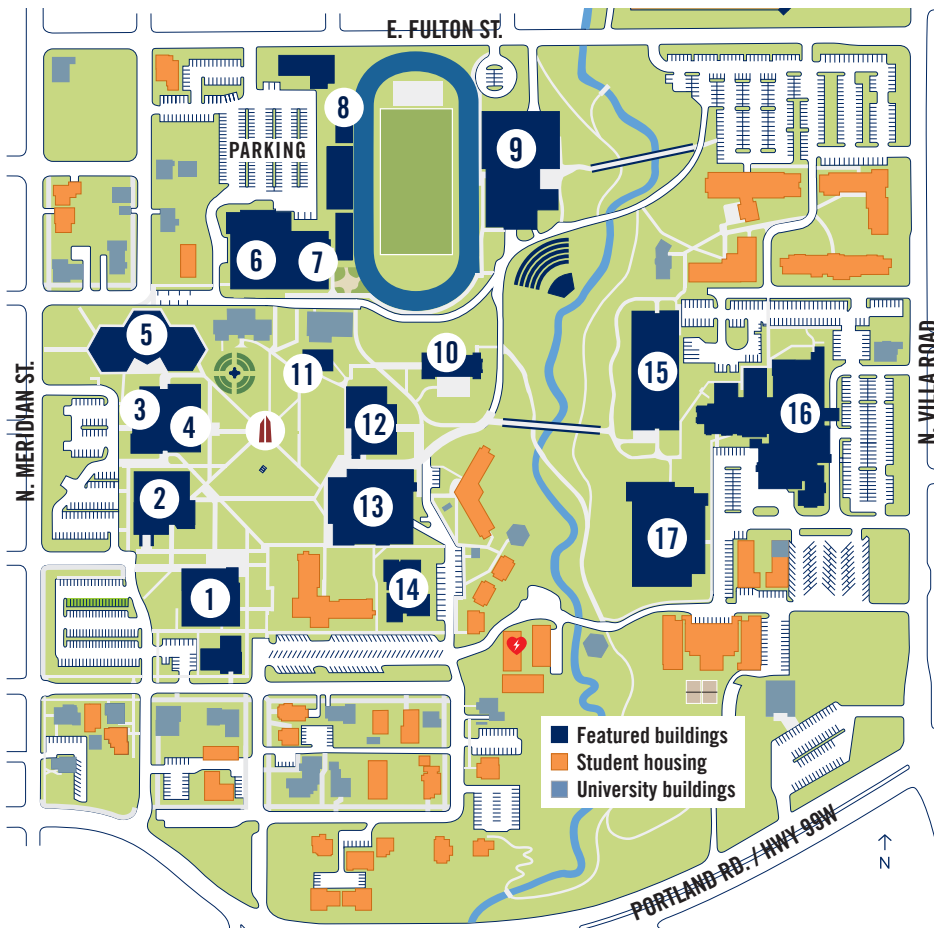 E. FULTON ST.
8
PARKING
9
6
7
5
10
11
15
3
4
12
16
N. MERIDIAN ST.
N. VILLA ROAD
2
13
17
14
1
Featured buildings
Student housing
University buildings
PORTLAND RD. / HWY 99W
N